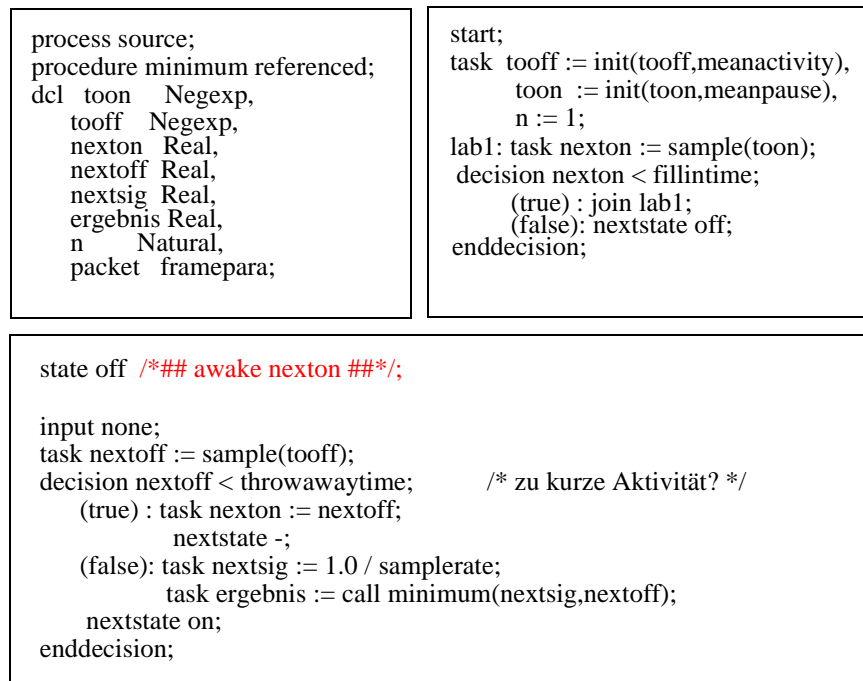 process source;
procedure minimum referenced;
dcl toon Negexp,
tooff Negexp,
nexton Real,
nextoff Real,
nextsig Real,
ergebnis Real,
n Natural,
packet framepara;
start;
task tooff := init(tooff,meanactivity),
toon := init(toon,meanpause),
n := 1;
lab1: task nexton := sample(toon);
decision nexton < fillintime;
(true) : join lab1;
(false): nextstate off;
enddecision;
state off /*## awake nexton ##*/;
input none;
task nextoff := sample(tooff);
decision nextoff < throwawaytime; /* zu kurze Aktivität? */
(true) : task nexton := nextoff;
nextstate -;
(false): task nextsig := 1.0 / samplerate;
task ergebnis := call minimum(nextsig,nextoff);
nextstate on;
enddecision;